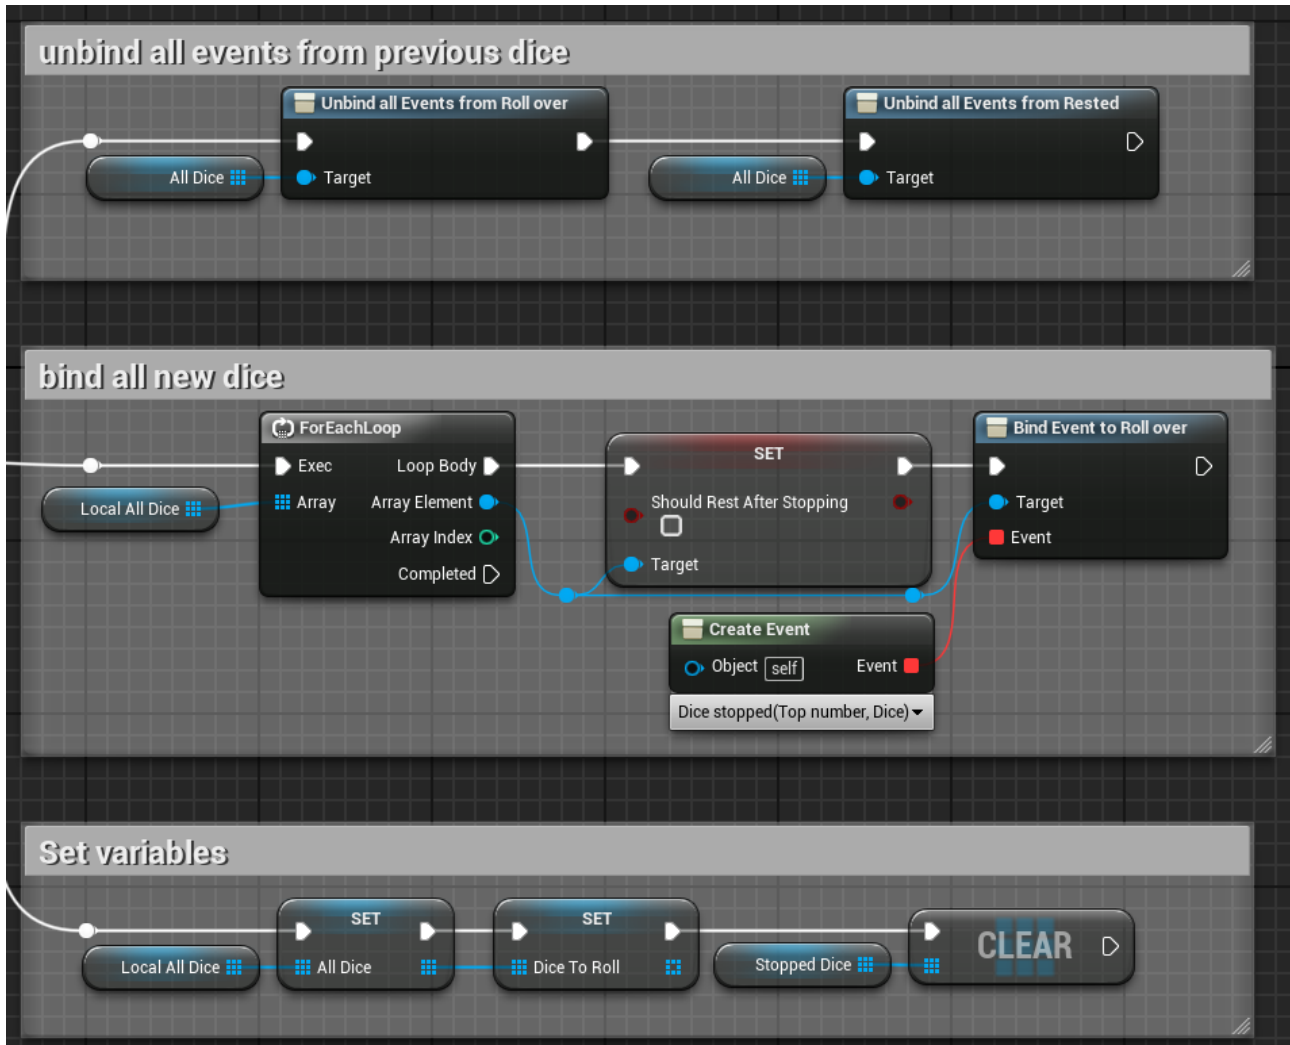 unbind all events from previous dice
Unbind all Events from Roll over
Unbind all Events from Rested
All Dice
Target
All Dice
Target
bind all new dice
ForEachLoop
SET
Bind Event to Roll over
Exec
Loop Body
Local All Dice
Array
Array Element
Should Rest After Stopping
Target
Array Index
Event
Completed
Target
Create Event
Object self
Event
Dice stopped(Top number, Dice)
Set variables
SET
SET
CLEAR
Local All Dice
All Dice
Dice To Roll
Stopped Dice